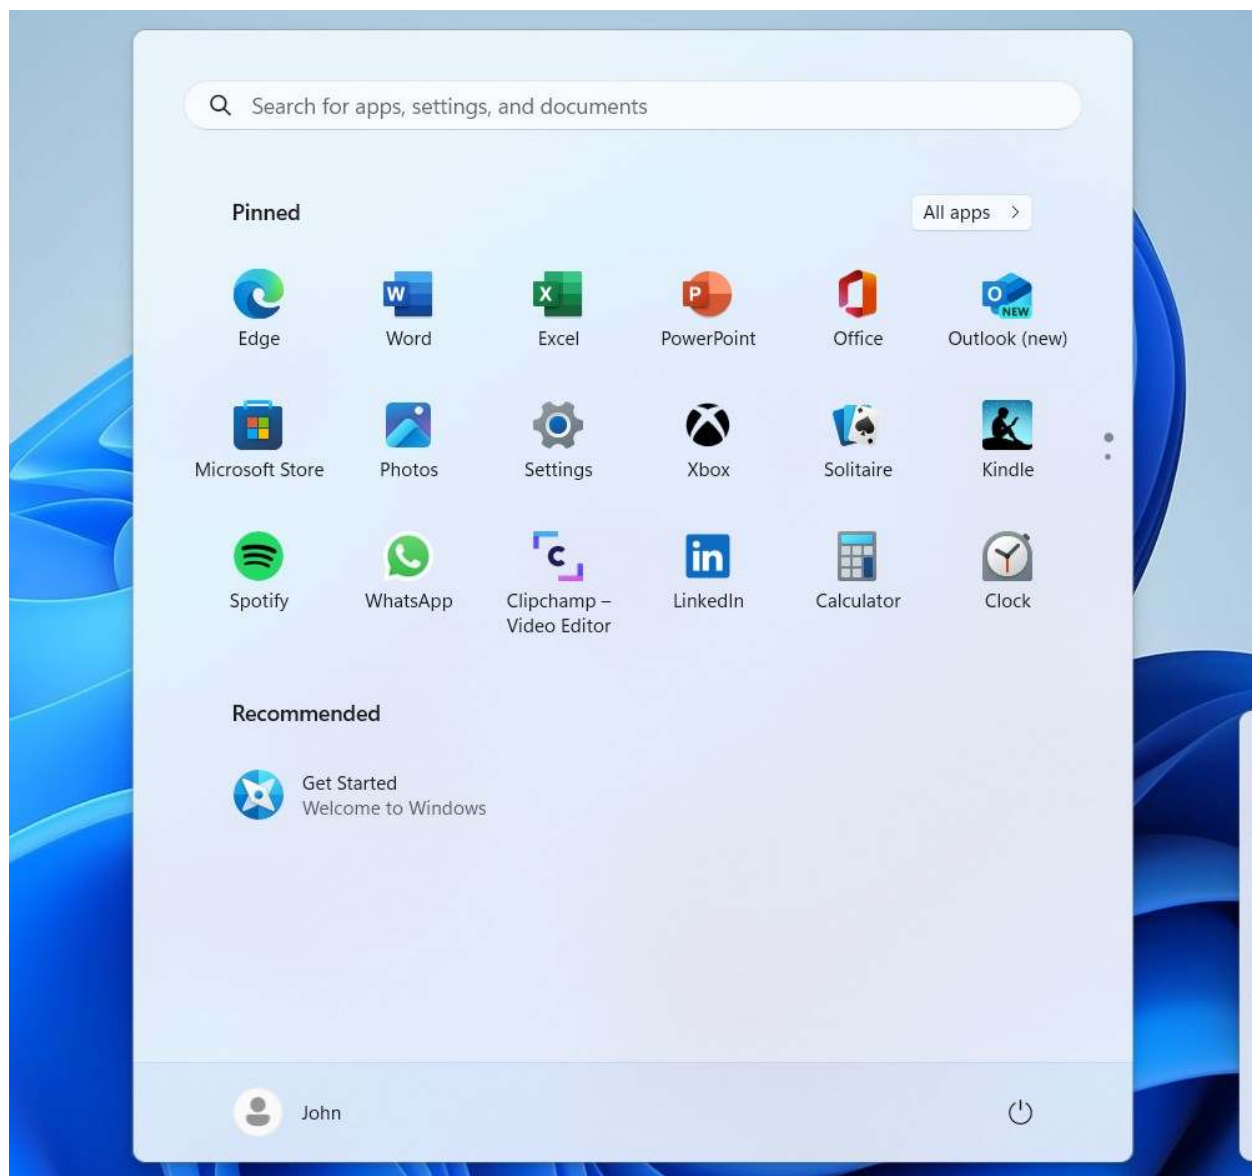 Search for apps, settings, and documents
Pinned
All apps
W
X
P
O
NEW
Edge
Word
Excel
PowerPoint
Office
Outlook (new)
Microsoft Store
Photos
Settings
Xbox
Solitaire
Kindle
C
in
Spotify
WhatsApp
Clipchamp –
Video Editor
LinkedIn
Calculator
Clock
Recommended
Get Started
Welcome to Windows
John